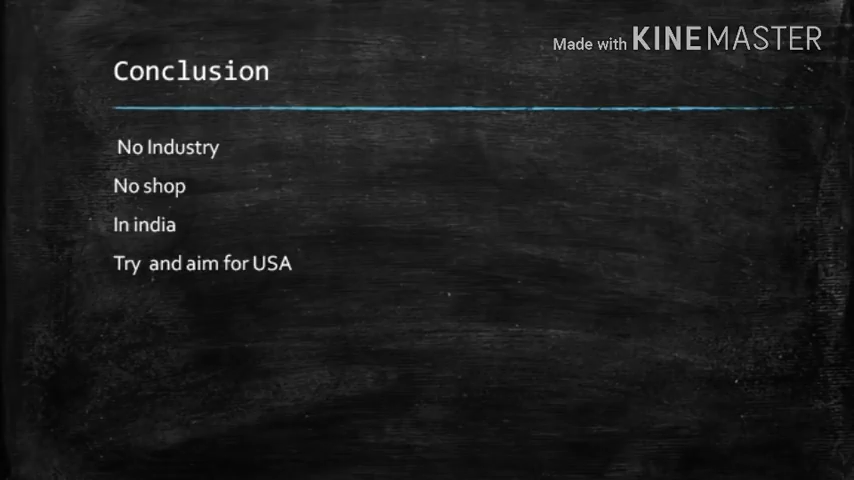 Made with KINEMASTER
Conclusion
No Industry
No shop
In india
Try and aim for USA